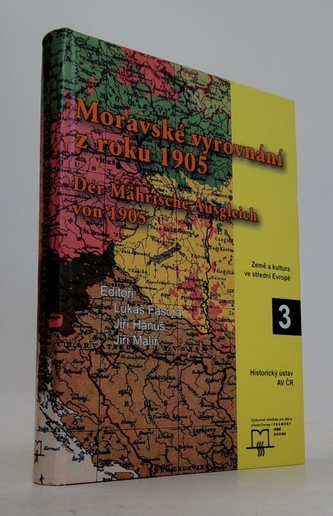 Moravské vyrovnání
z roku 1905
Der Mährische Ausgleich
von 1905
Editoři:
Lukáš Fasora
Jiří Hanuš
Jiří Malíř
Země a kultura
ve střední Evropě
3
Historický ústav
AV ČR